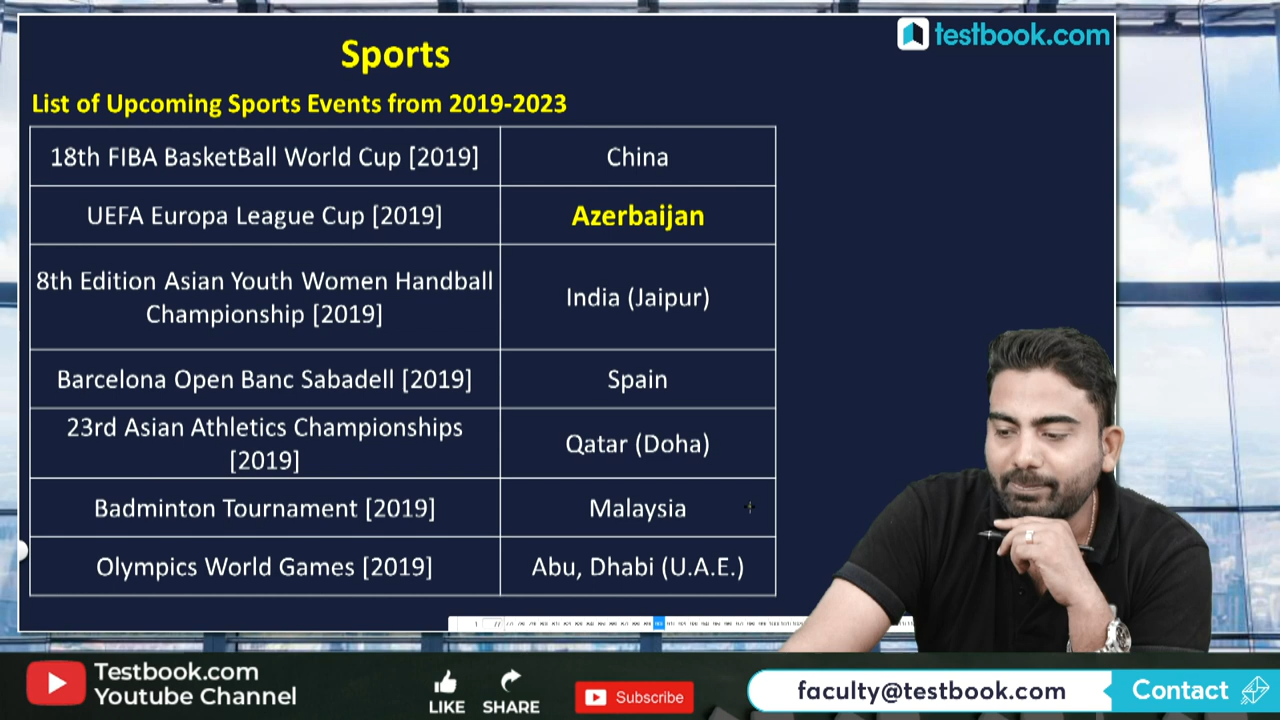 testbook.com
Sports
List of Upcoming Sports Events from 2019-2023
18th FIBA BasketBall World Cup [2019]
China
UEFA Europa League Cup [2019]
Azerbaijan
8th Edition Asian Youth Women Handball
Championship [2019]
India (Jaipur)
Barcelona Open Banc Sabadell [2019]
Spain
23rd Asian Athletics Championships
[2019]
Qatar (Doha)
Badminton Tournament [2019]
Malaysia
Olympics World Games [2019]
Abu, Dhabi (U.A.E.)
Testbook.com
Youtube Channel
LIKE
SHARE
Subscribe
faculty@testbook.com
Contact